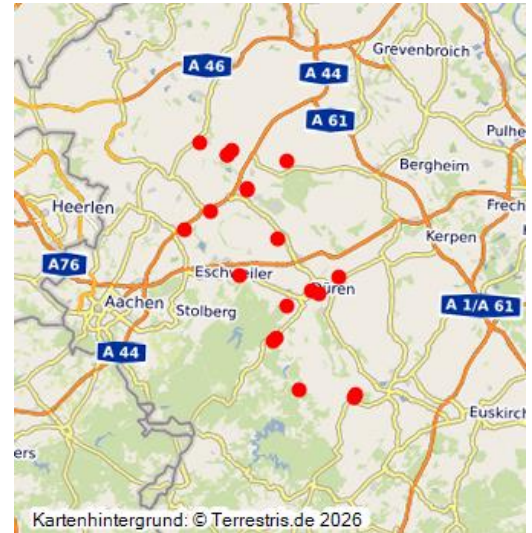 Grevenbroich
A 46
A 44
A 61
Pulhe
Bergheim
Heerlen
Frech
Kerpen
A76
Eschweiler
Düren
Aachen
Stolberg
A 1/A 61
A 44
Euskirch
ers
Kartenhintergrund: © Terrestris.de 2026